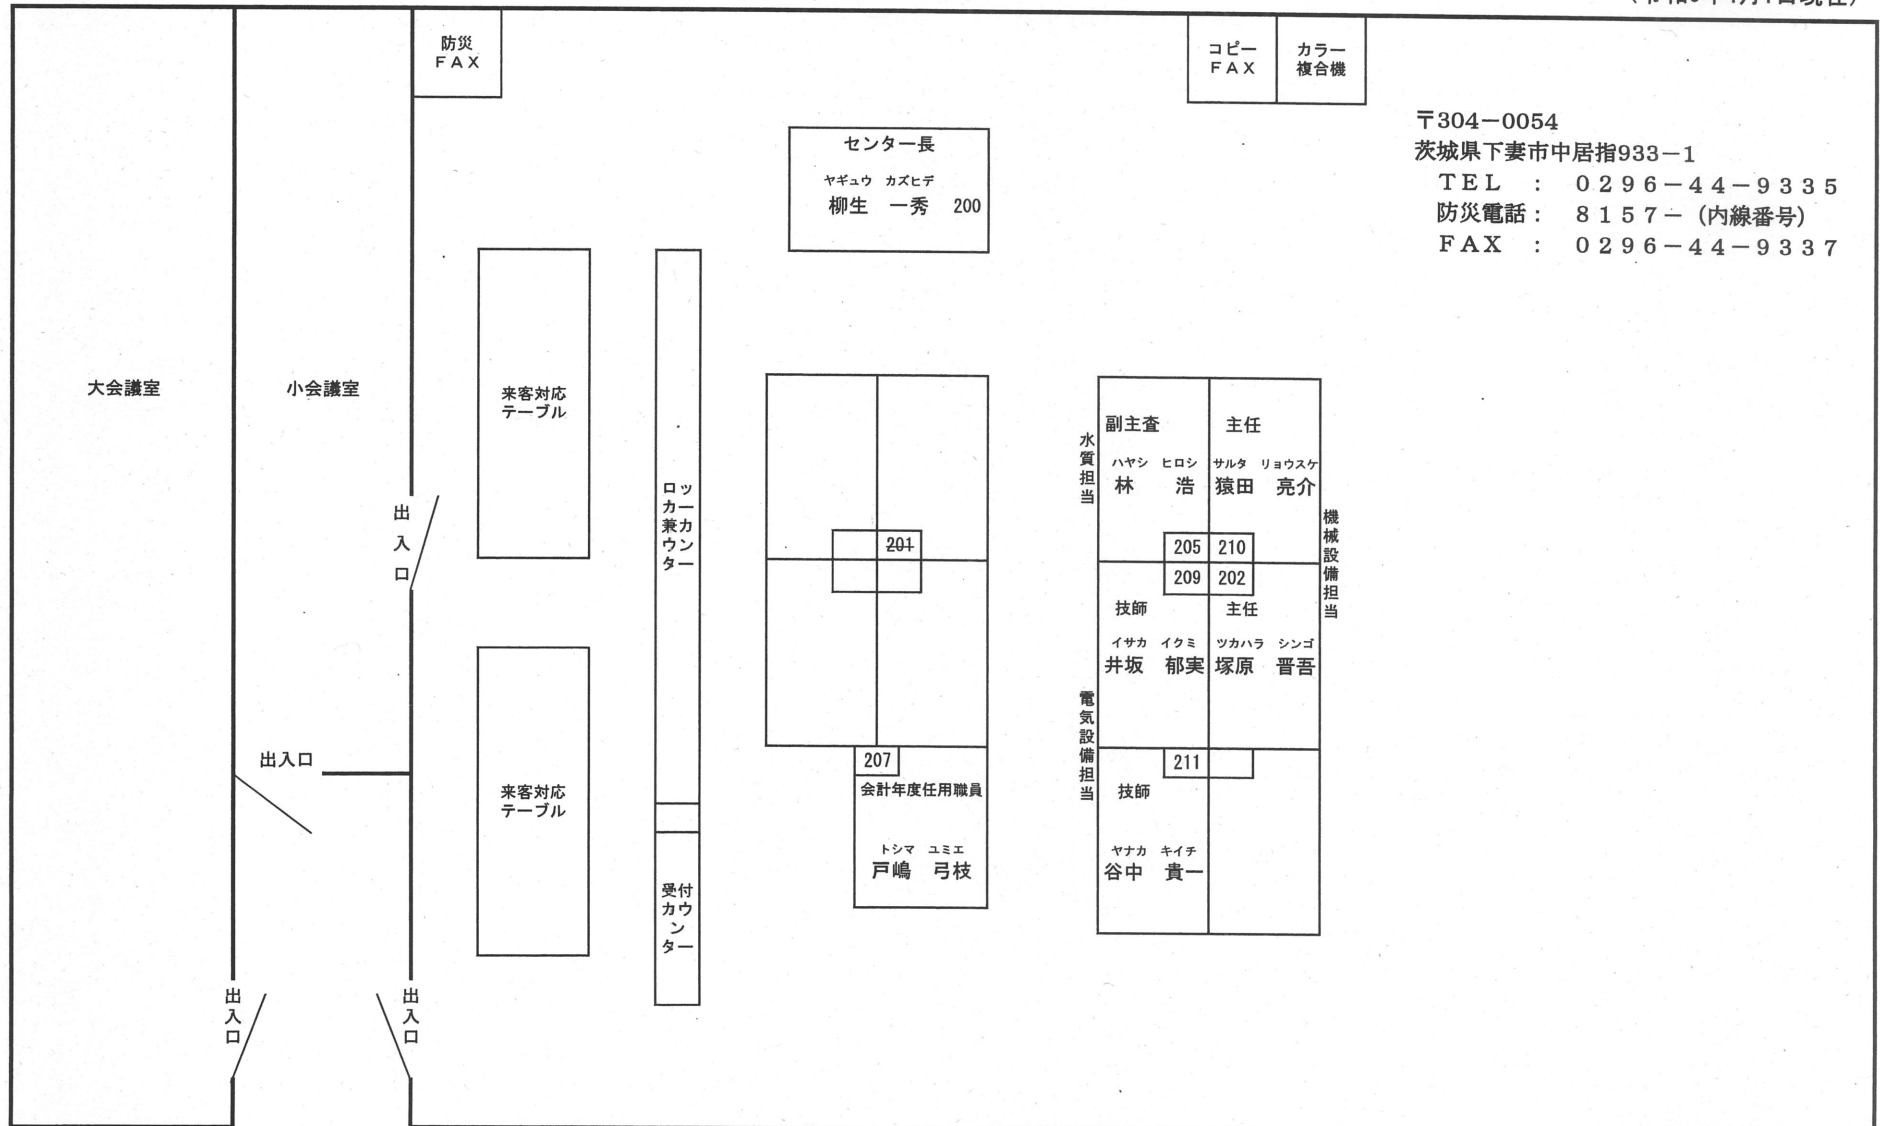 防災
ＦＡＸ
コピー
ＦＡＸ
カラー
複合機
〒304－0054
茨城県下妻市中居指933－1
ＴＥＬ ： ０２９６－４４－９３３５
防災電話： ８１５７－（内線番号）
ＦＡＸ ： ０２９６－４４－９３３７
センター長
ヤギュウ カズヒデ
柳生 一秀 200
大会議室
小会議室
出入口
出入口
出入口
出入口
来客対応
テーブル
来客対応
テーブル
ロッカー兼カウンター
受付カウンター
201
207
会計年度任用職員
トシマ ユミエ
戸嶋 弓枝
水質担当
副主査
ハヤシ ヒロシ
林 浩
205
主任
サルタ リョウスケ
猿田 亮介
210
機械設備担当
電気設備担当
209
技師
イサカ イクミ
井坂 郁実
202
主任
ツカハラ シンゴ
塚原 晋吾
211
技師
ヤナカ キイチ
谷中 貴一